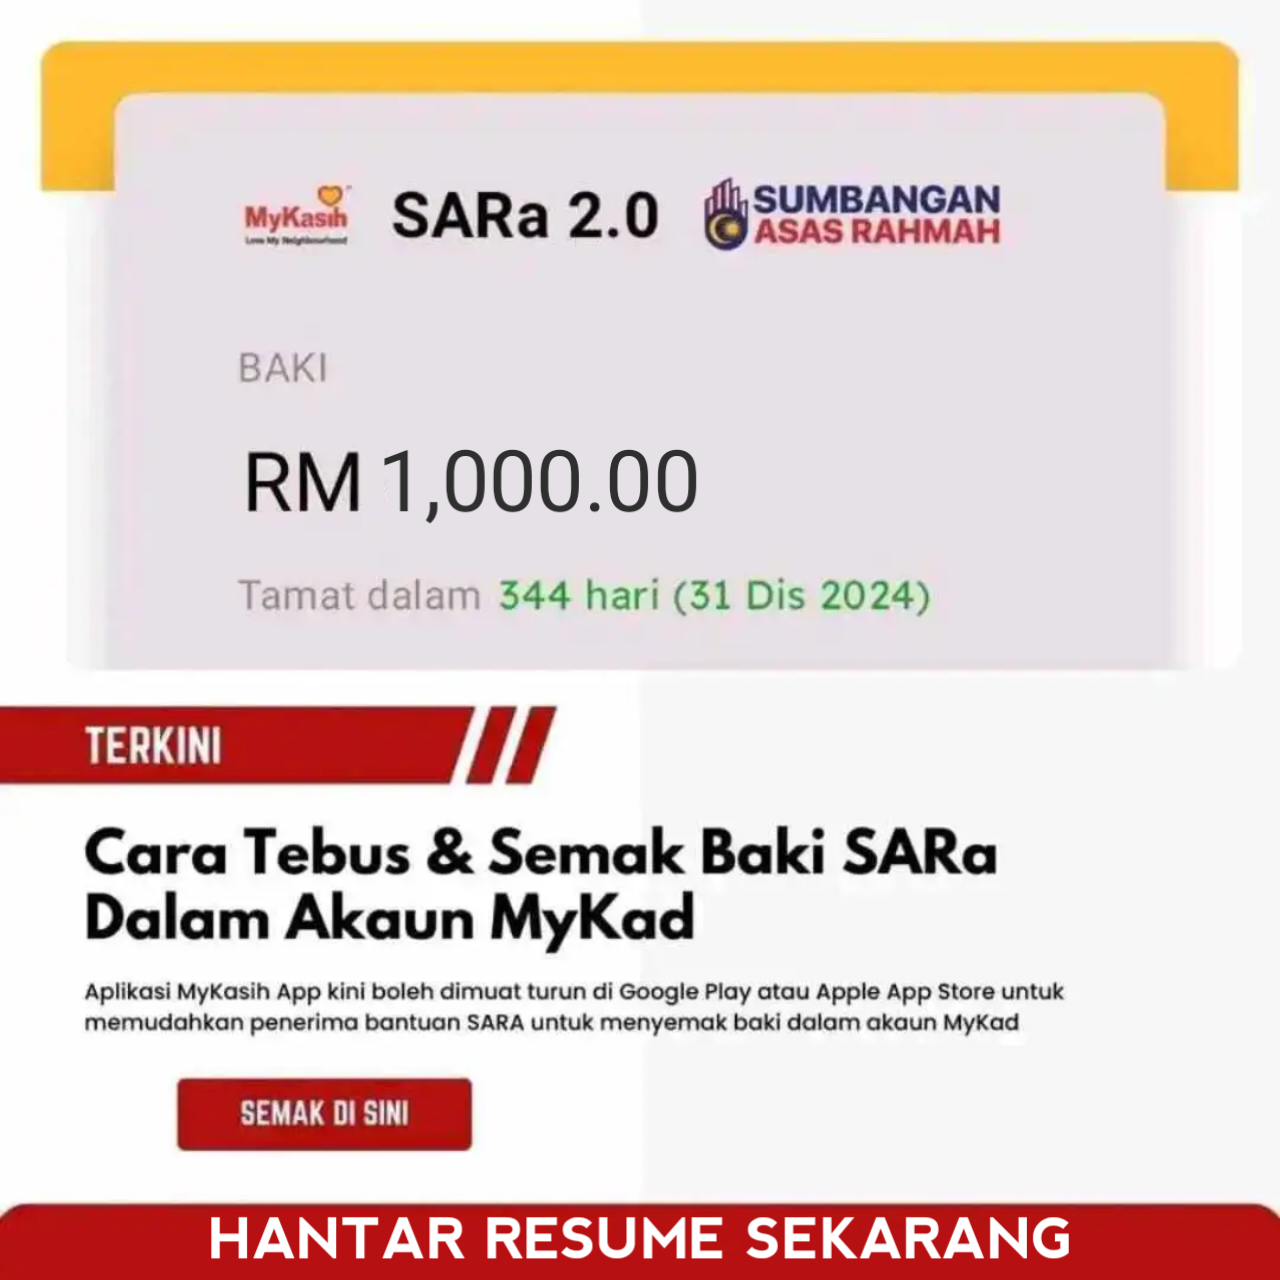 MyKasih
Love My Neighbourhood
SARa 2.0
SUMBANGAN
ASAS RAHMAH
BAKI
RM 1,000.00
Tamat dalam 344 hari (31 Dis 2024)
TERKINI
Cara Tebus & Semak Baki SARa
Dalam Akaun MyKad
Aplikasi MyKasih App kini boleh dimuat turun di Google Play atau Apple App Store untuk
memudahkan penerima bantuan SARA untuk menyemak baki dalam akaun MyKad
SEMAK DI SINI
HANTAR RESUME SEKARANG